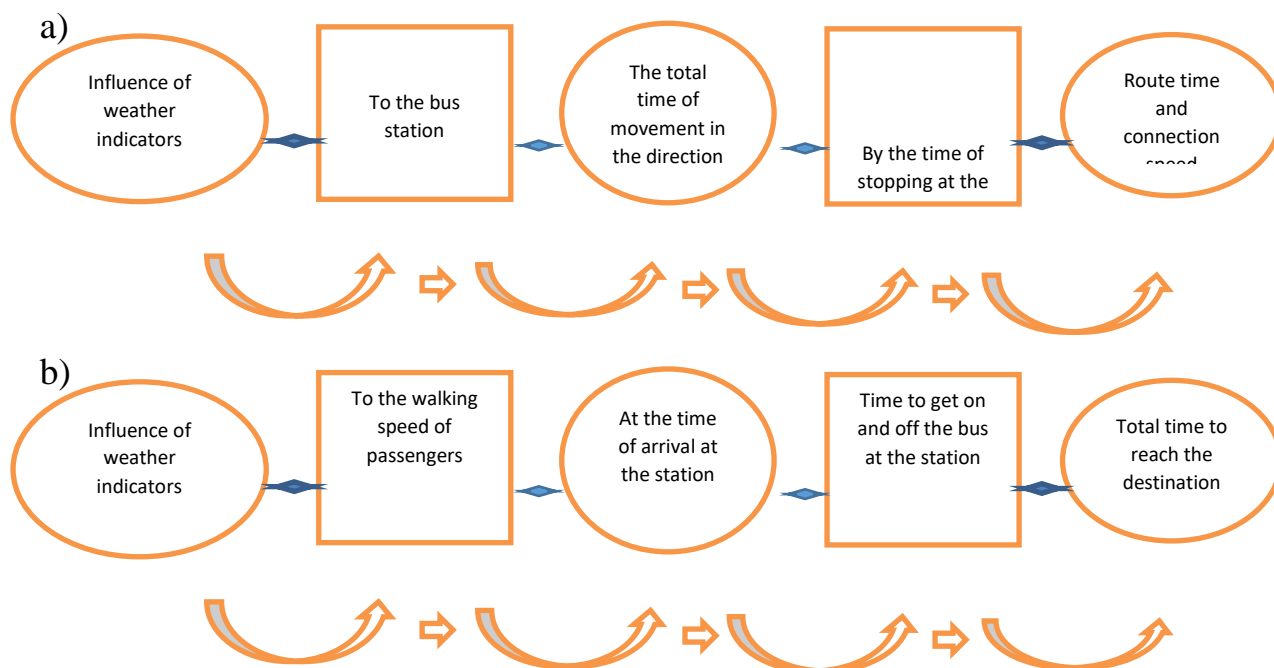 a)
Influence of
weather
indicators
To the bus
station
The total
time of
movement in
the direction
By the time of
stopping at the
Route time
and
connection
speed
b)
Influence of
weather
indicators
To the walking
speed of
passengers
At the time
of arrival at
the station
Time to get on
and off the bus
at the station
Total time to
reach the
destination